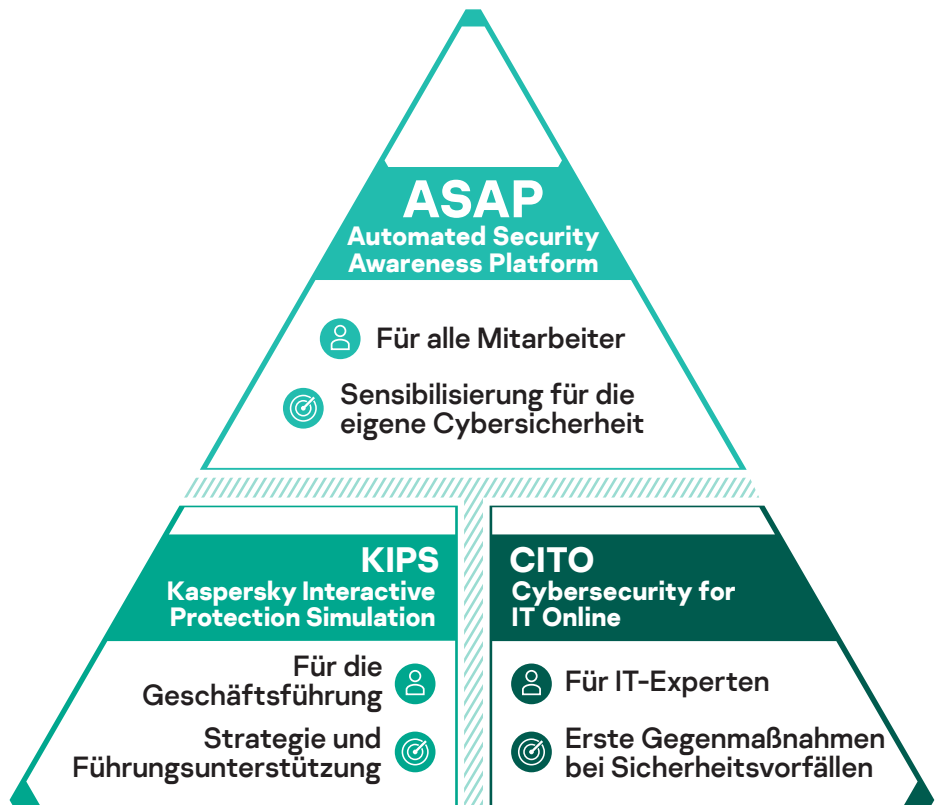 ASAP
Automated Security
Awareness Platform
Für alle Mitarbeiter
Sensibilisierung für die
eigene Cybersicherheit
KIPS
Kaspersky Interactive
Protection Simulation
Für die
Geschäftsführung
Strategie und
Führungsunterstützung
CITO
Cybersecurity for
IT Online
Für IT-Experten
Erste Gegenmaßnahmen
bei Sicherheitsvorfällen